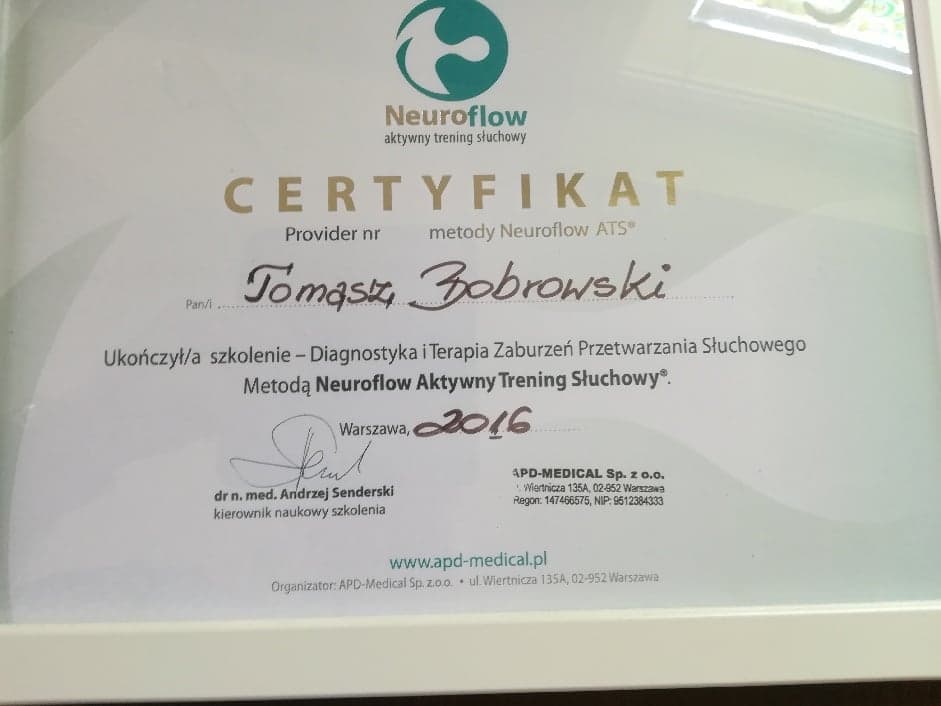 Neuroflow
aktywny trening słuchowy
CERTYFIKAT
Provider nr metody Neuroflow ATS®
Pan/i Tomasz Bobrowski
Ukończył/a szkolenie – Diagnostyka i Terapia Zaburzeń Przetwarzania Słuchowego
Metodą Neuroflow Aktywny Trening Słuchowy®.
Warszawa, 2016
dr n. med. Andrzej Senderski
kierownik naukowy szkolenia
APD-MEDICAL Sp. z o.o.
Wiertnicza 135A, 02-952 Warszawa
Regon: 147466575, NIP: 9512384333
www.apd-medical.pl
Organizator: APD-Medical Sp. z.o.o. • ul. Wiertnicza 135A, 02-952 Warszawa